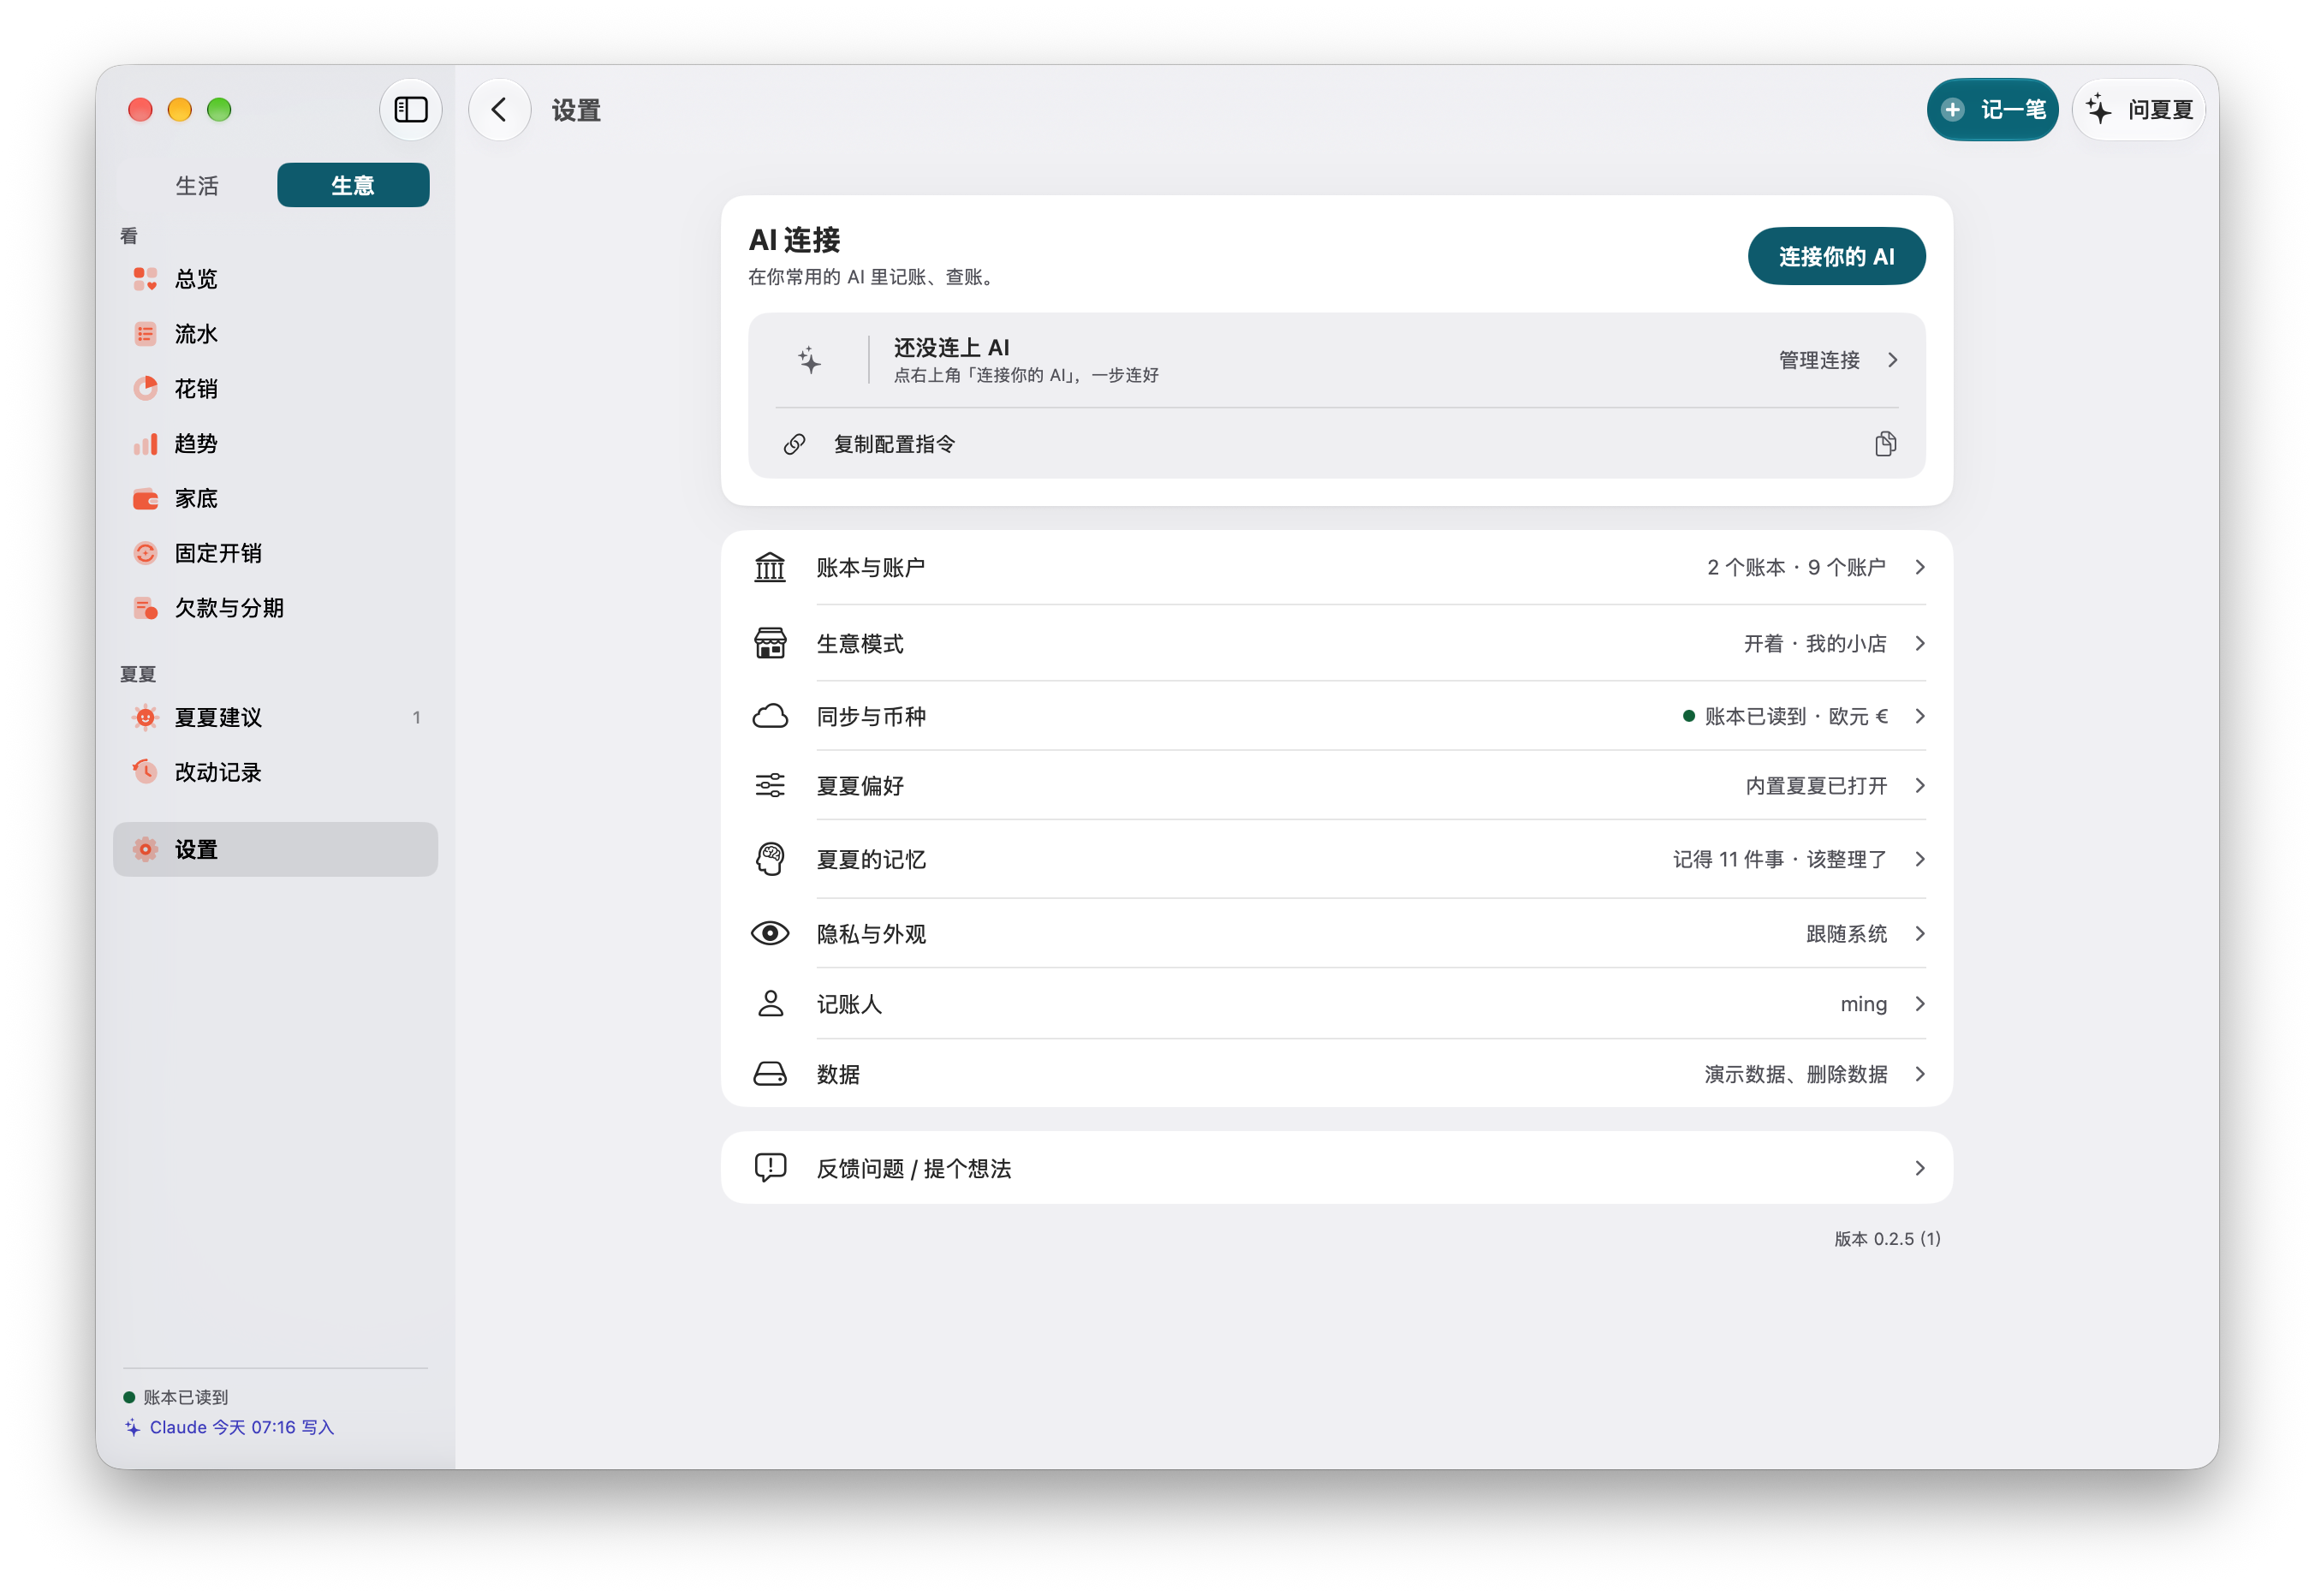 设置
记一笔
问夏夏
生活
生意
看
总览
流水
花销
趋势
家底
固定开销
欠款与分期
夏夏
夏夏建议 1
改动记录
设置
账本已读到
Claude 今天 07:16 写入
AI 连接
在你常用的 AI 里记账、查账。
连接你的 AI
还没连上 AI
点右上角「连接你的 AI」，一步连好
管理连接
复制配置指令
账本与账户 2 个账本 · 9 个账户
生意模式 开着 · 我的小店
同步与币种 账本已读到 · 欧元 €
夏夏偏好 内置夏夏已打开
夏夏的记忆 记得 11 件事 · 该整理了
隐私与外观 跟随系统
记账人 ming
数据 演示数据、删除数据
反馈问题 / 提个想法
版本 0.2.5 (1)